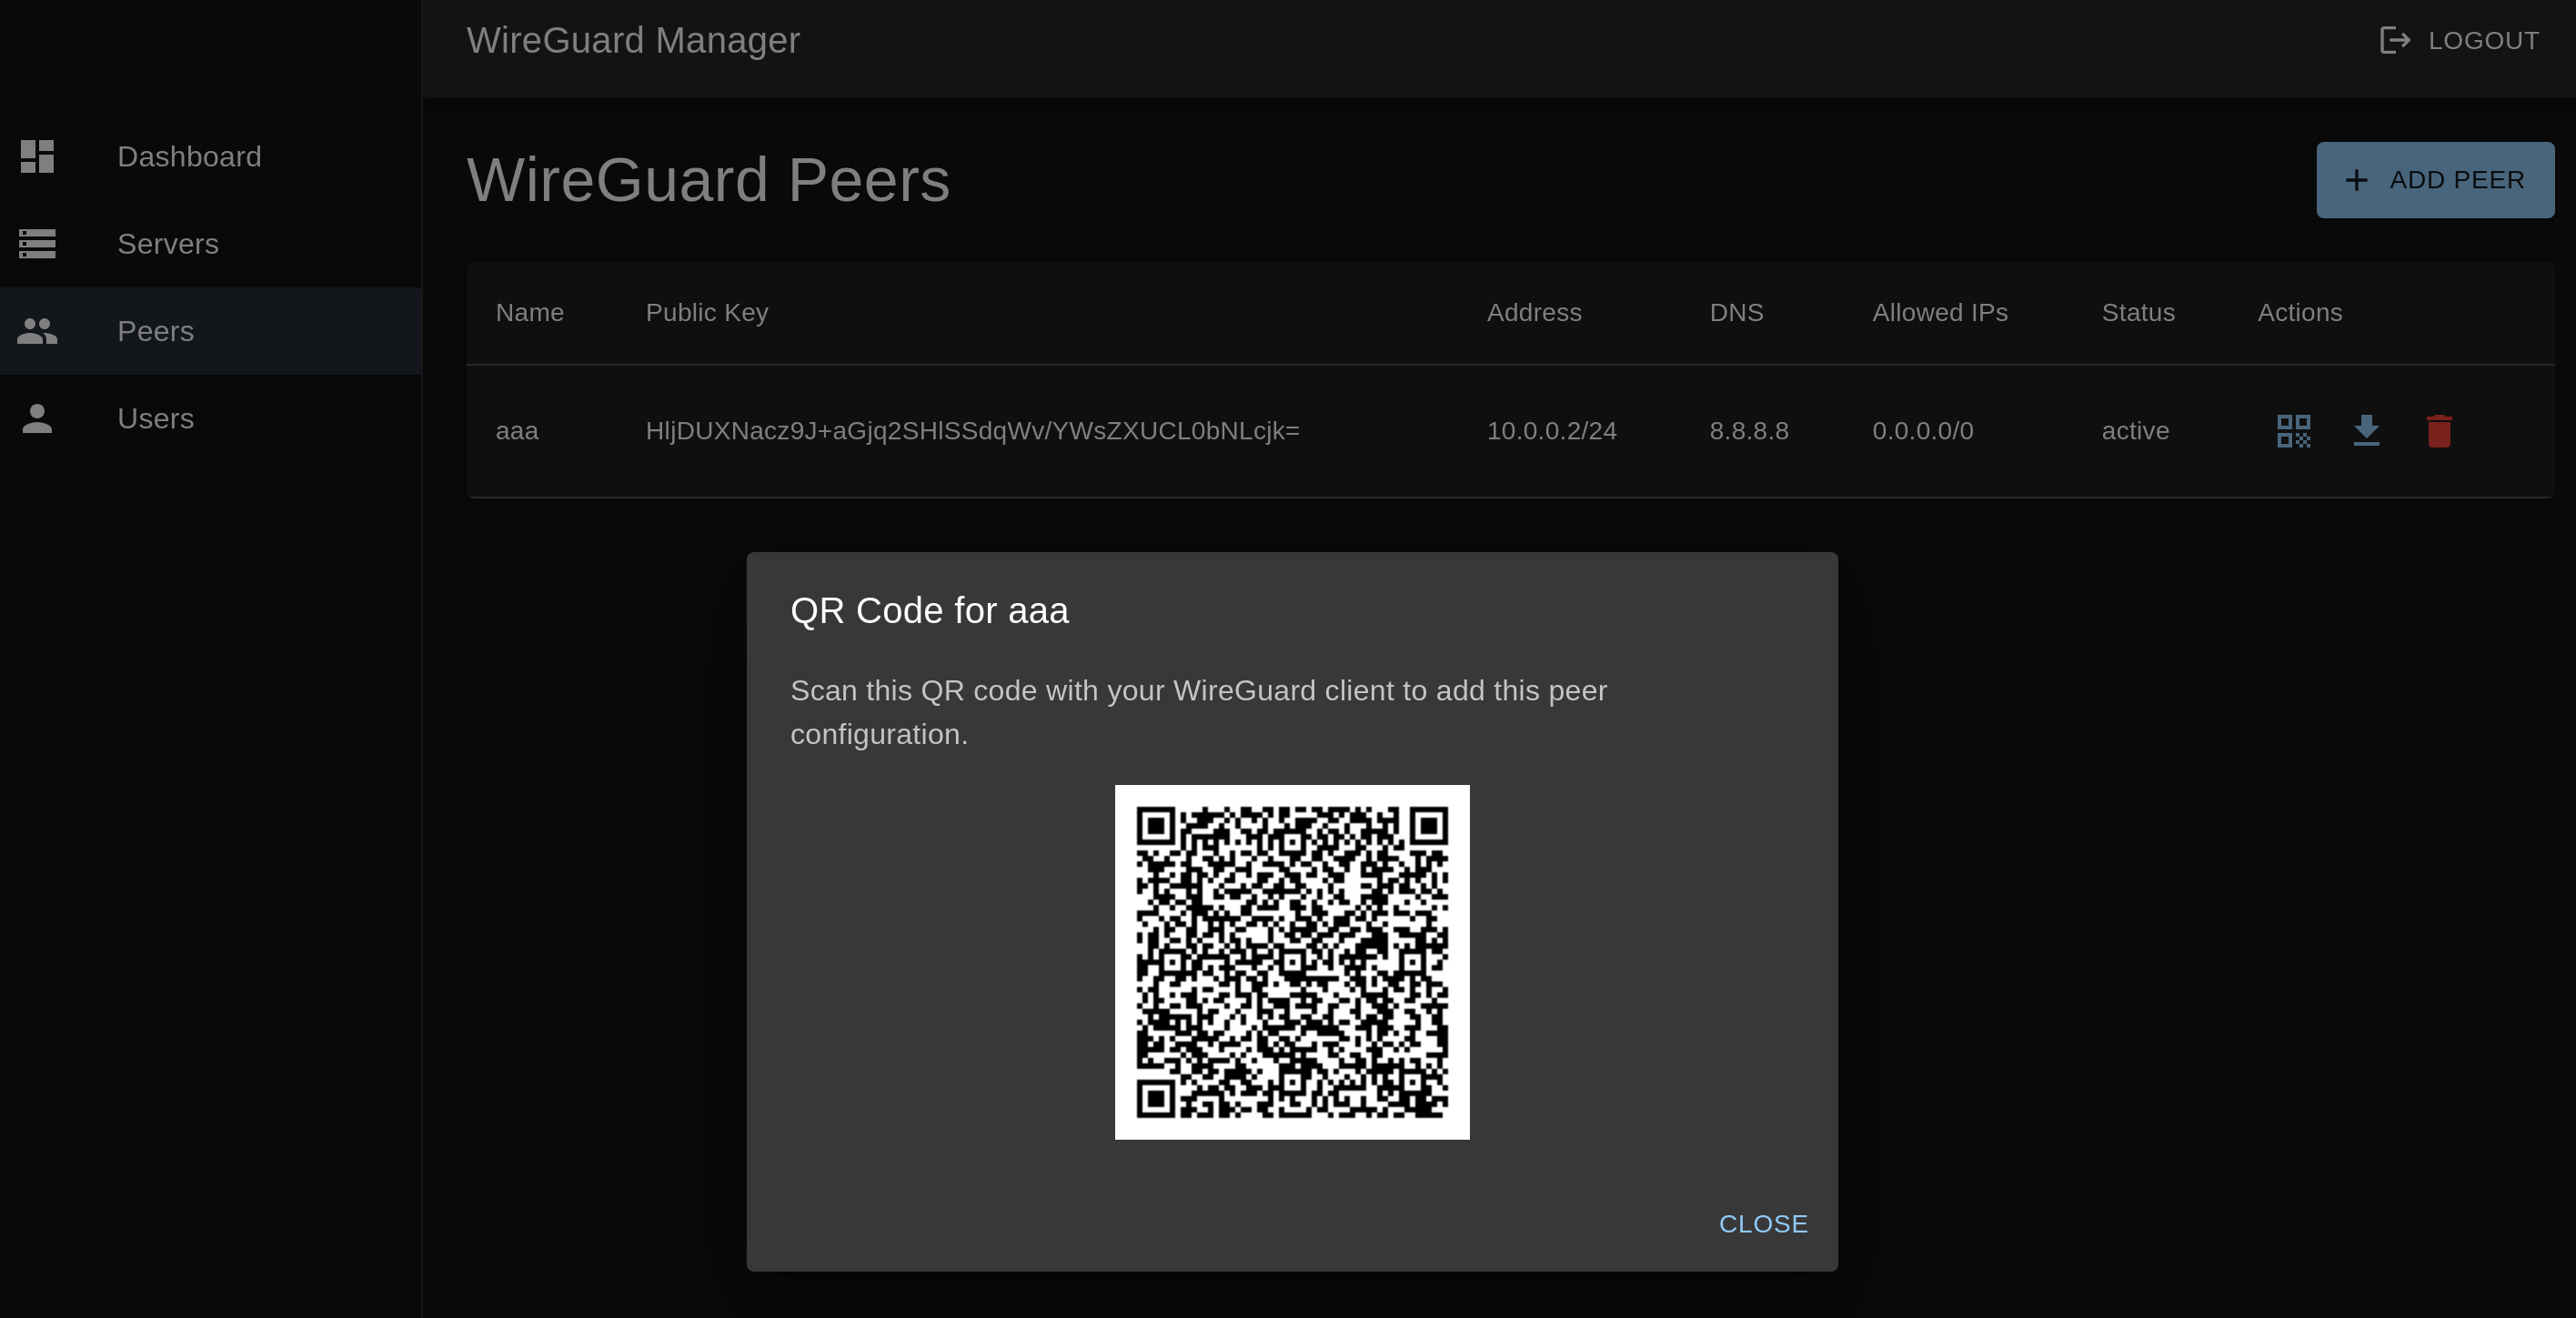 WireGuard Manager
LOGOUT
Dashboard
Servers
Peers
Users
WireGuard Peers
ADD PEER
Name Public Key Address DNS Allowed IPs Status Actions
aaa HljDUXNacz9J+aGjq2SHlSSdqWv/YWsZXUCL0bNLcjk= 10.0.0.2/24 8.8.8.8 0.0.0.0/0 active
QR Code for aaa
Scan this QR code with your WireGuard client to add this peer
configuration.
CLOSE